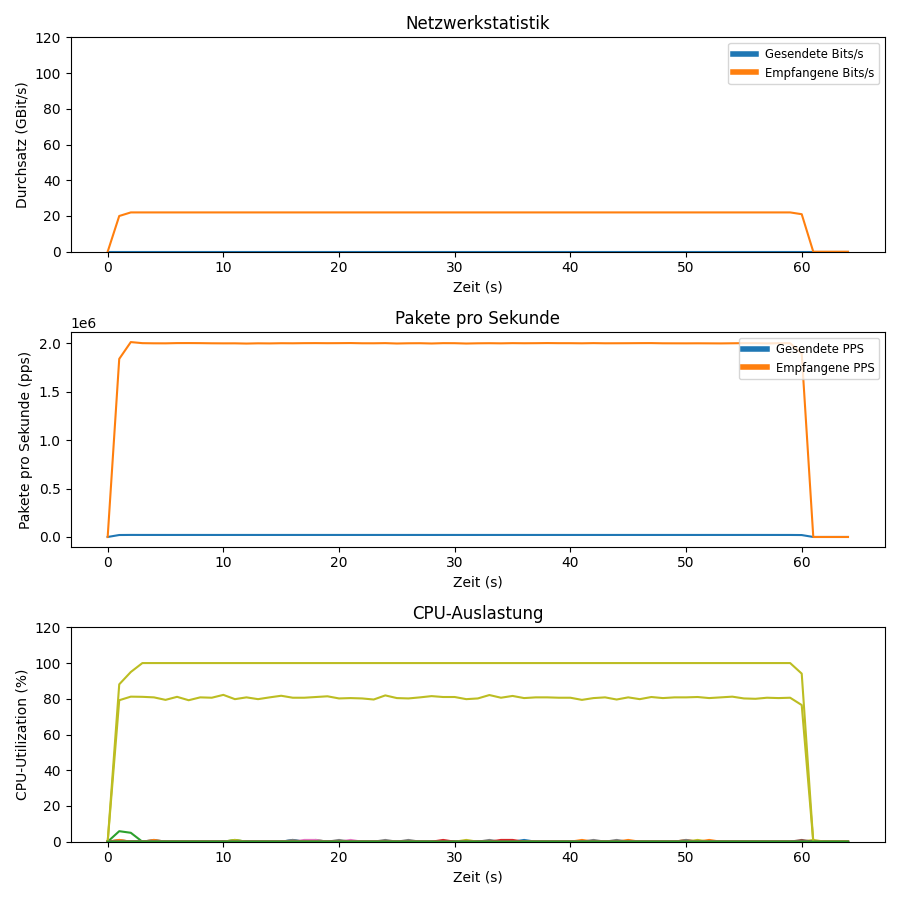 Netzwerkstatistik
120
100
80
60
40
20
0
Durchsatz (GBit/s)
Gesendete Bits/s
Empfangene Bits/s
0 10 20 30 40 50 60
Zeit (s)
Pakete pro Sekunde
1e6
2.0
1.5
1.0
0.5
0.0
Pakete pro Sekunde (pps)
Gesendete PPS
Empfangene PPS
0 10 20 30 40 50 60
Zeit (s)
CPU-Auslastung
120
100
80
60
40
20
0
CPU-Utilization (%)
0 10 20 30 40 50 60
Zeit (s)